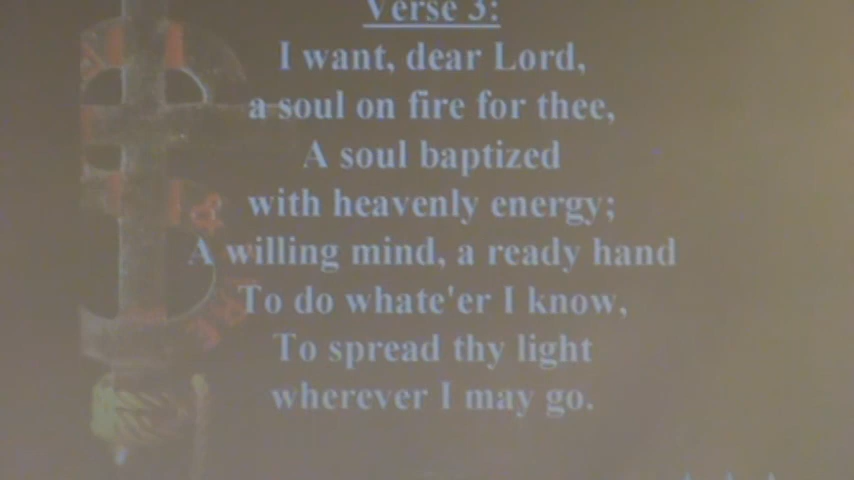 Verse 3:
I want, dear Lord,
a soul on fire for thee,
A soul baptized
with heavenly energy;
A willing mind, a ready hand
To do whate'er I know,
To spread thy light
wherever I may go.